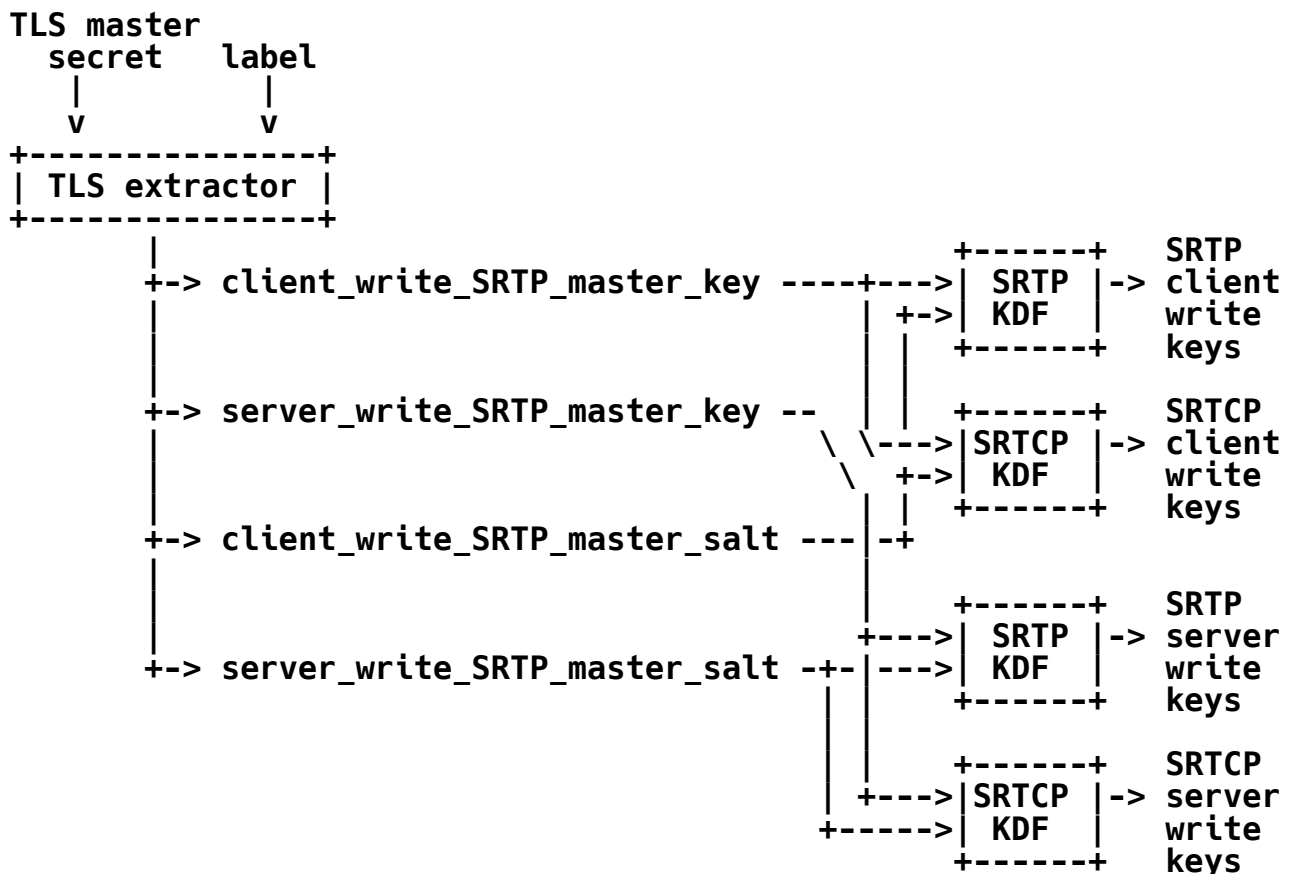 TLS master
  secret   label
   |         |
   v         v
+---------------+
| TLS extractor |
+---------------+
       |                                         +------+   SRTP
       +-> client_write_SRTP_master_key ----+--->| SRTP |-> client
       |                                    | +->| KDF  |   write
       |                                    | |  +------+   keys
       |                                    | |
       +-> server_write_SRTP_master_key --  | |  +------+   SRTCP
       |                                  \ \--->|SRTCP |-> client
       |                                   \  +->| KDF  |   write
       |                                    | |  +------+   keys
       +-> client_write_SRTP_master_salt ---|-+
       |                                    |
       |                                    |    +------+   SRTP
       |                                    +--->| SRTP |-> server
       +-> server_write_SRTP_master_salt -+-|--->| KDF  |   write
                                          | |    +------+   keys
                                          | |
                                          | |    +------+   SRTCP
                                          | +--->|SRTCP |-> server
                                          +----->| KDF  |   write
                                                 +------+   keys